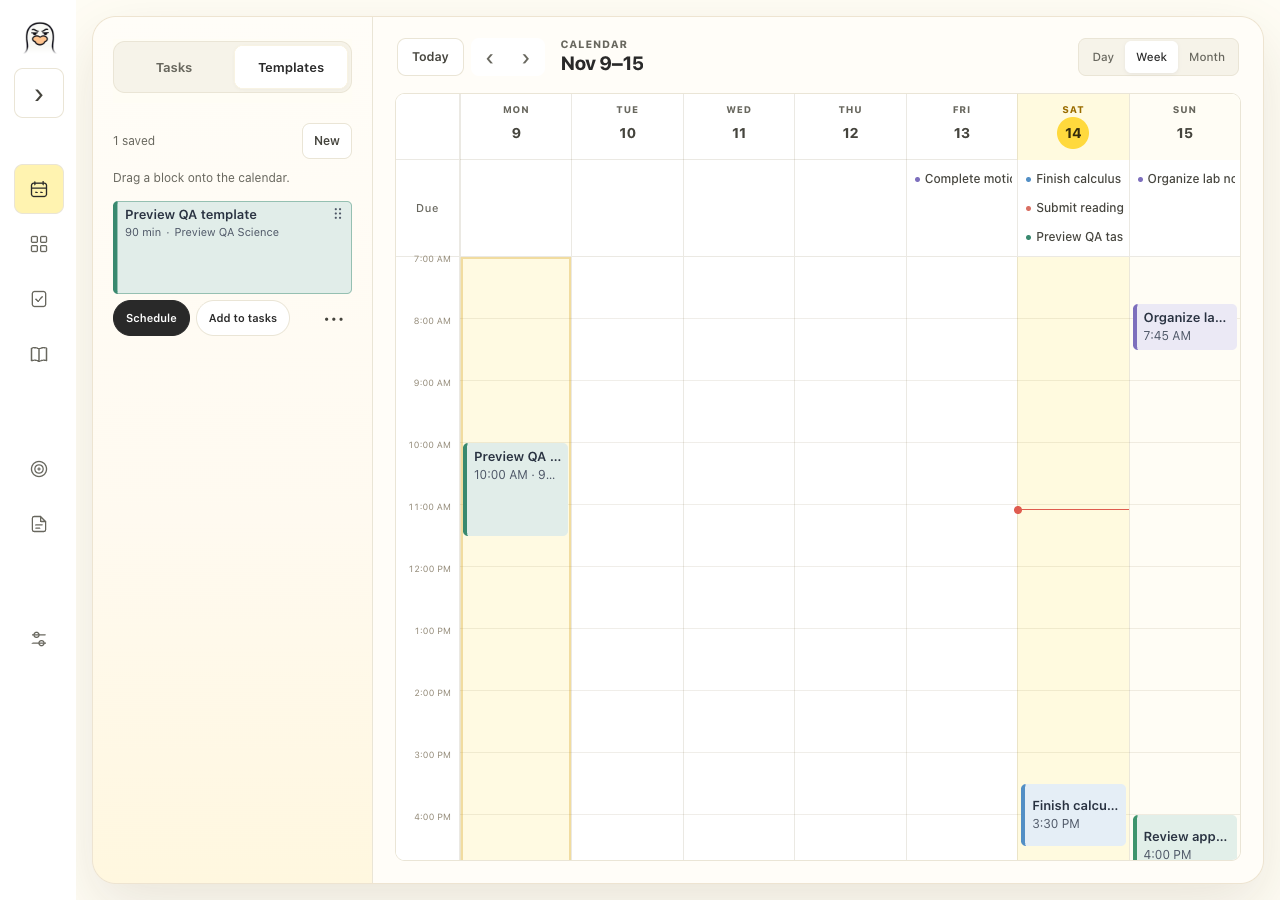 Tasks
Templates
1 saved
New
Drag a block onto the calendar.
Preview QA template
90 min · Preview QA Science
Schedule
Add to tasks
Today
CALENDAR
Nov 9–15
Day
Week
Month
MON
9
TUE
10
WED
11
THU
12
FRI
13
SAT
14
SUN
15
Due
Complete
Finish calculus
Organize lab
Submit reading
Preview QA tas
7:00 AM
8:00 AM
9:00 AM
10:00 AM
11:00 AM
12:00 PM
1:00 PM
2:00 PM
3:00 PM
4:00 PM
Organize la...
7:45 AM
Preview QA ...
10:00 AM · 9...
Finish calcu...
3:30 PM
Review app...
4:00 PM